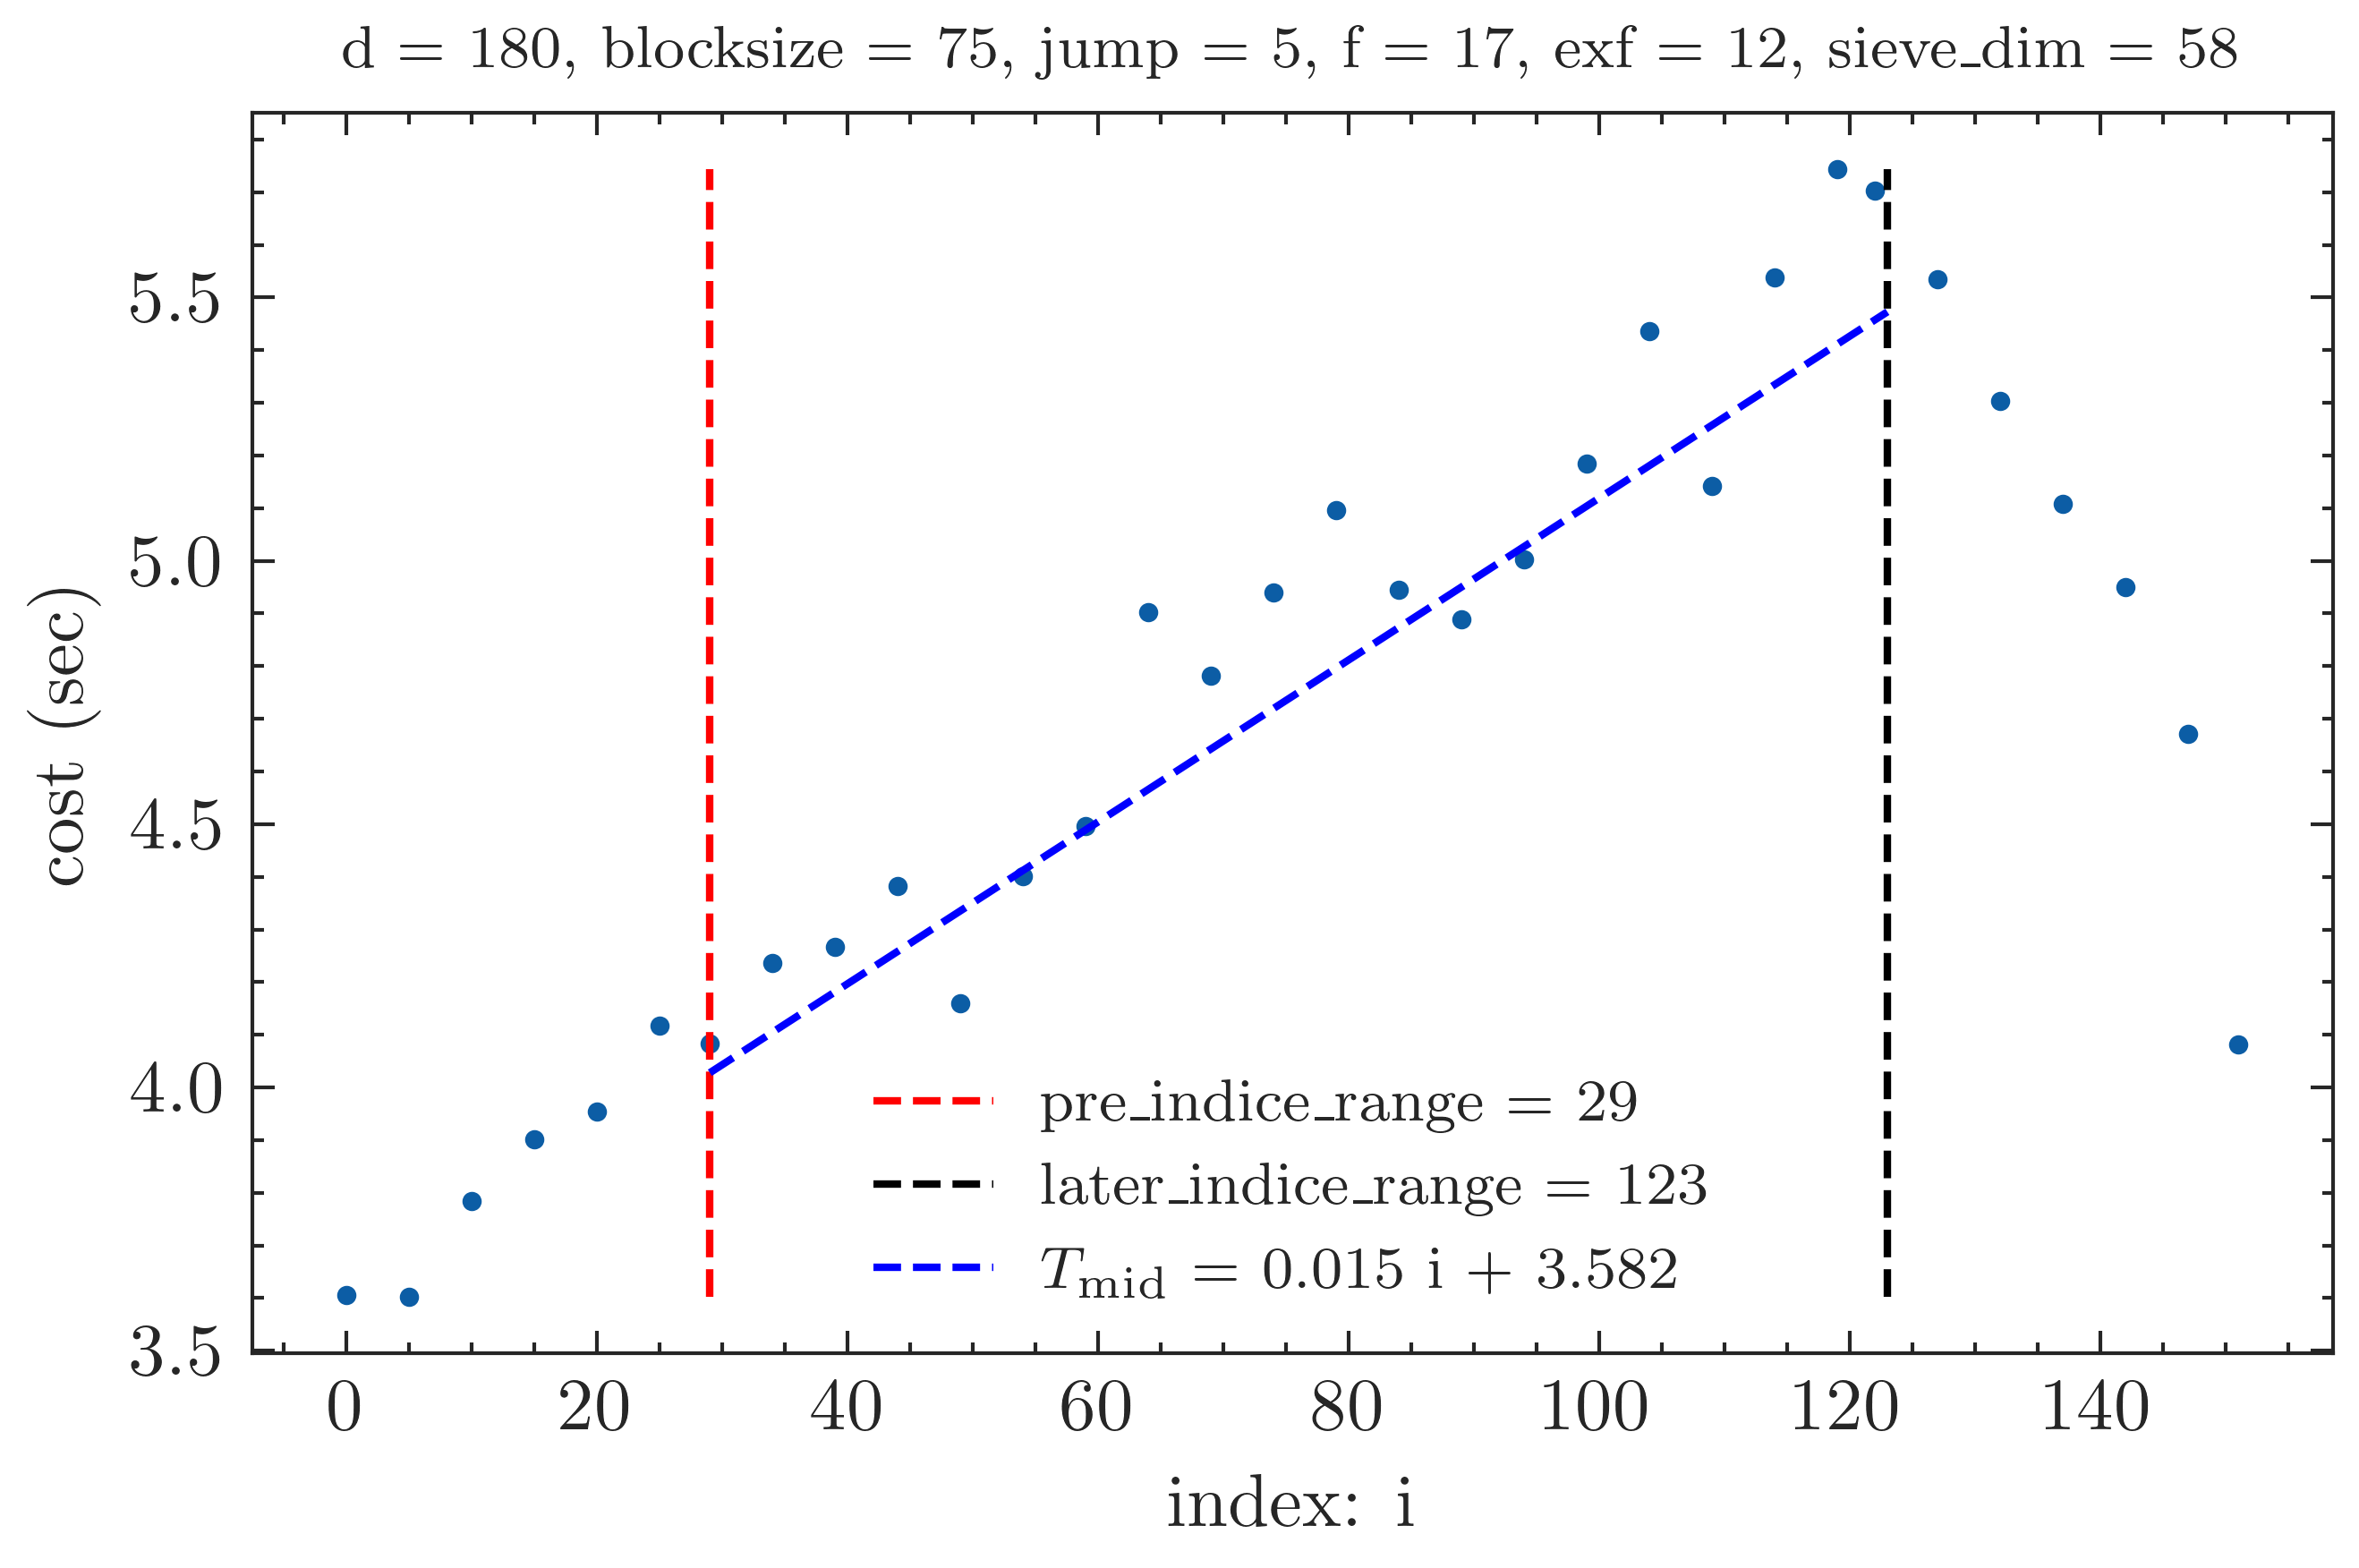 d = 180, blocksize = 75, jump = 5, f = 17, exf = 12, sieve_dim = 58
cost (sec)
5.5
5.0
4.5
4.0
3.5
pre_indice_range = 29
later_indice_range = 123
T_mid = 0.015 i + 3.582
0 20 40 60 80 100 120 140
index: i